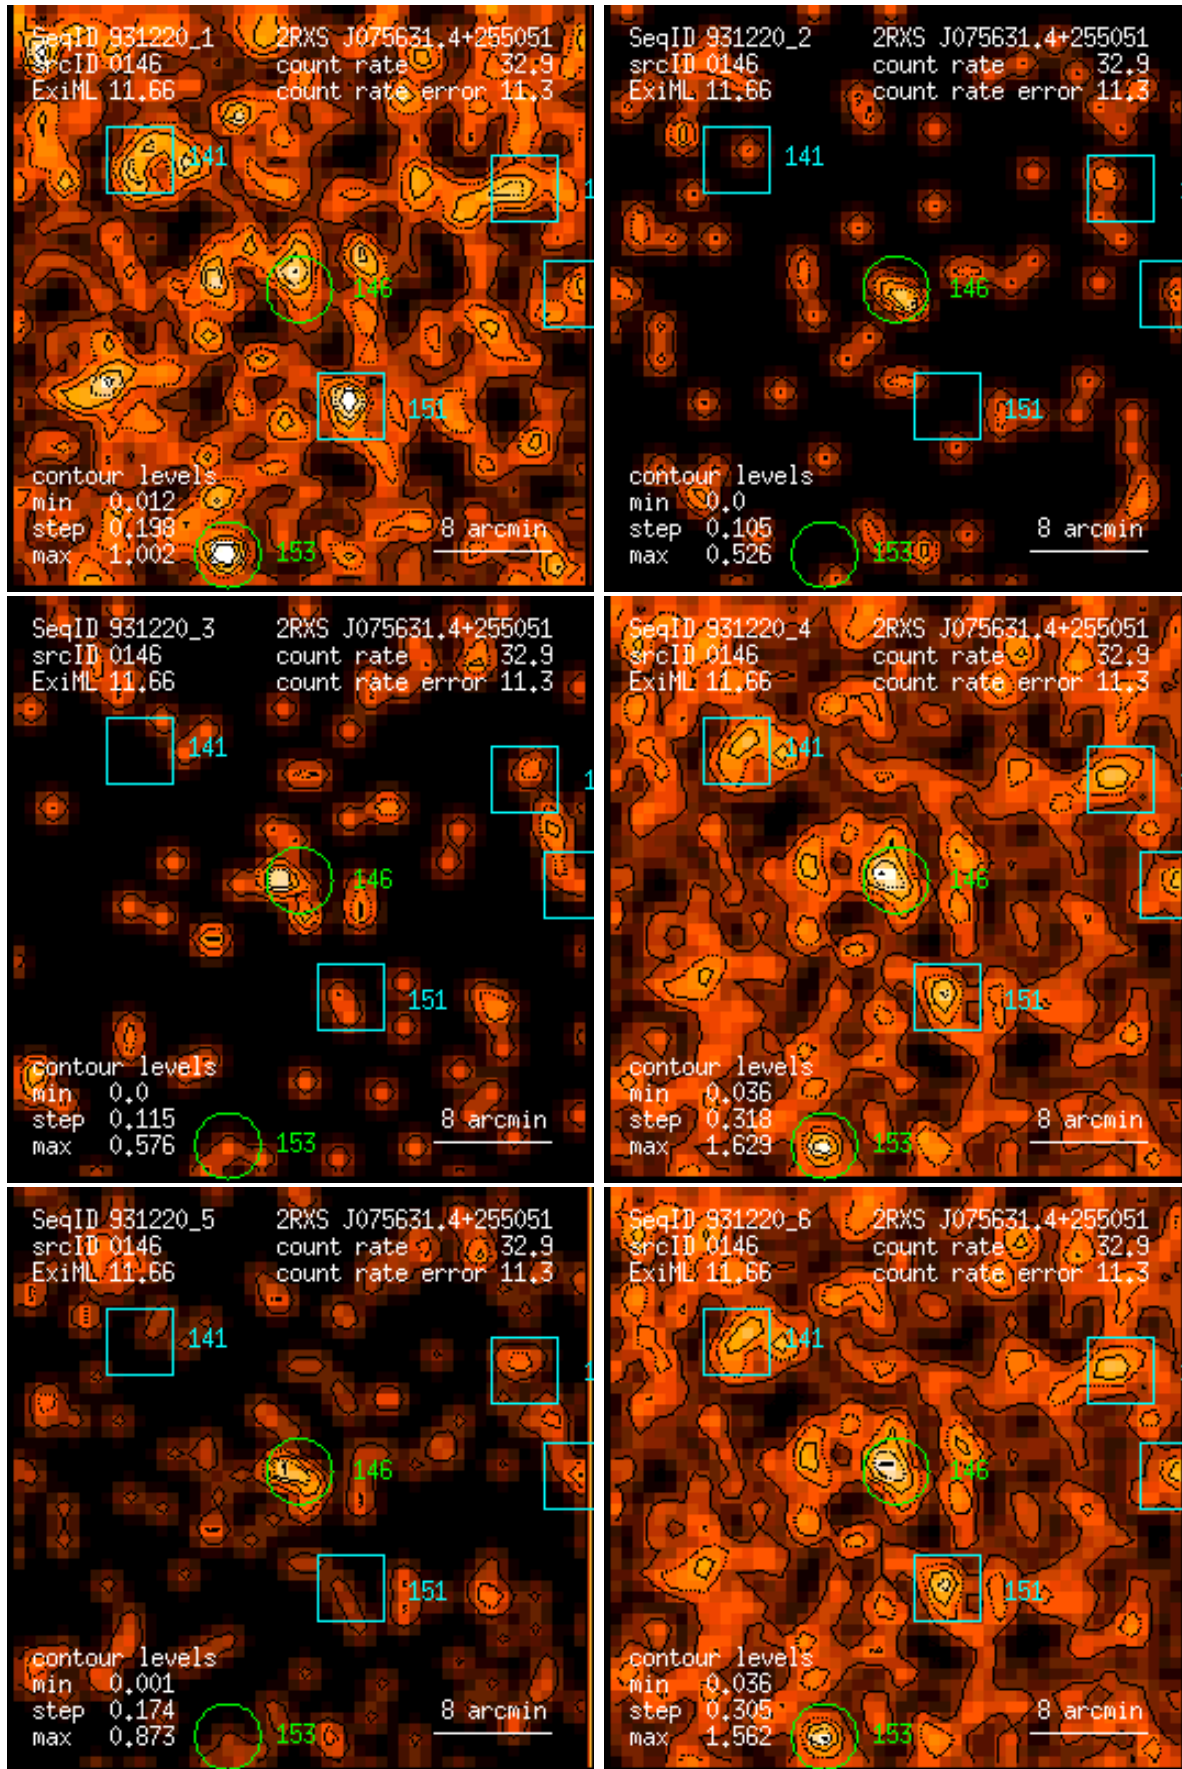 SeqID 931220_1 2RXS J075631.4+255051
srcID 0146 count rate 32.9
ExiML 11.66 count rate error 11.3
141
1
146
151
contour levels
min 0.012
step 0.198 8 arcmin
max 1.002 153
SeqID 931220_2 2RXS J075631.4+255051
srcID 0146 count rate 32.9
ExiML 11.66 count rate error 11.3
141
146
151
contour levels
min 0.0
step 0.105 8 arcmin
max 0.526 153
SeqID 931220_3 2RXS J075631.4+255051
srcID 0146 count rate 32.9
ExiML 11.66 count rate error 11.3
141
1
146
151
contour levels
min 0.0
step 0.115 8 arcmin
max 0.576 153
SeqID 931220_4 2RXS J075631.4+255051
srcID 0146 count rate 32.9
ExiML 11.66 count rate error 11.3
141
146
151
contour levels
min 0.036
step 0.318 8 arcmin
max 1.629 153
SeqID 931220_5 2RXS J075631.4+255051
srcID 0146 count rate 32.9
ExiML 11.66 count rate error 11.3
141
1
146
151
contour levels
min 0.001
step 0.174 8 arcmin
max 0.873 153
SeqID 931220_6 2RXS J075631.4+255051
srcID 0146 count rate 32.9
ExiML 11.66 count rate error 11.3
141
146
151
contour levels
min 0.036
step 0.305 8 arcmin
max 1.562 153